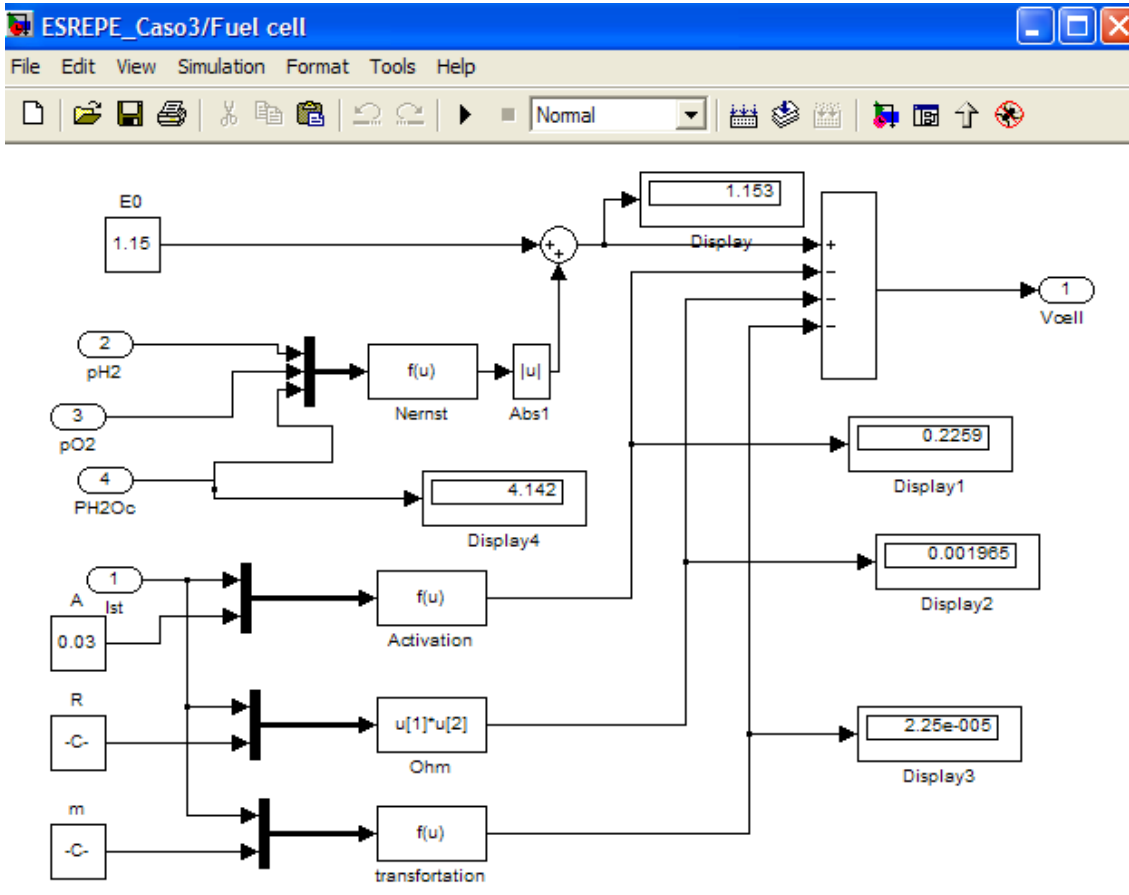 ESREPE_Caso3/Fuel cell
File Edit View Simulation Format Tools Help
Normal
E0
1.15
1.153
Display
+
+
+
−
−
−
1
Vcell
2
pH2
f(u)
Nernst
|u|
Abs1
3
pO2
4
PH2Oc
4.142
Display4
0.2259
Display1
0.001965
Display2
1
Ist
A
0.03
f(u)
Activation
R
-C-
u[1]*u[2]
Ohm
2.25e-005
Display3
m
-C-
f(u)
transfortation